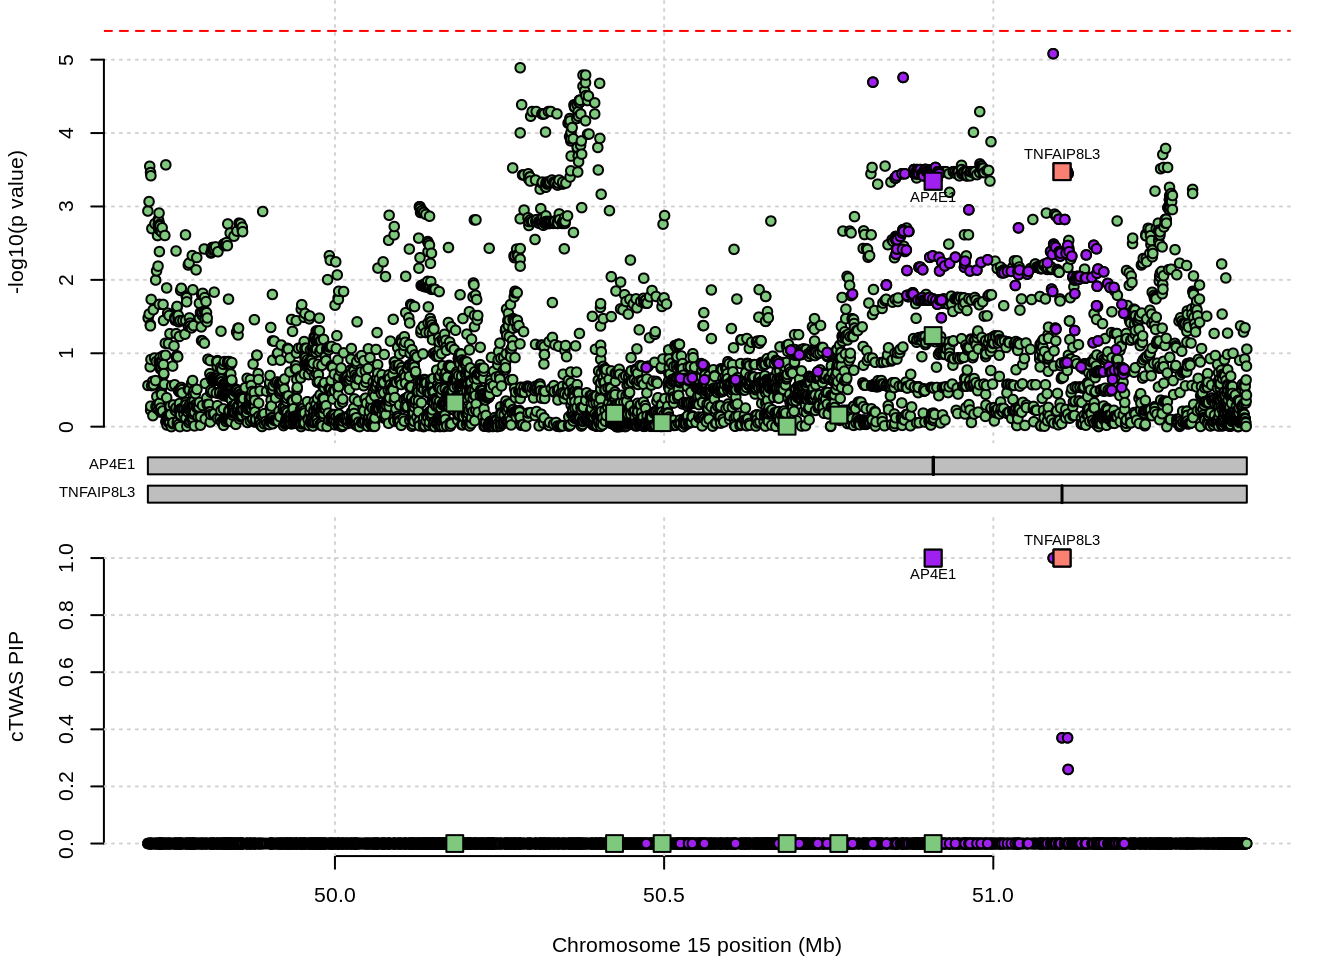 -log10(p value)
5
4
3
2
1
0
TNFAIP8L3
AP4E1
AP4E1
TNFAIP8L3
cTWAS PIP
1.0
0.8
0.6
0.4
0.2
0.0
TNFAIP8L3
AP4E1
50.0
50.5
51.0
Chromosome 15 position (Mb)